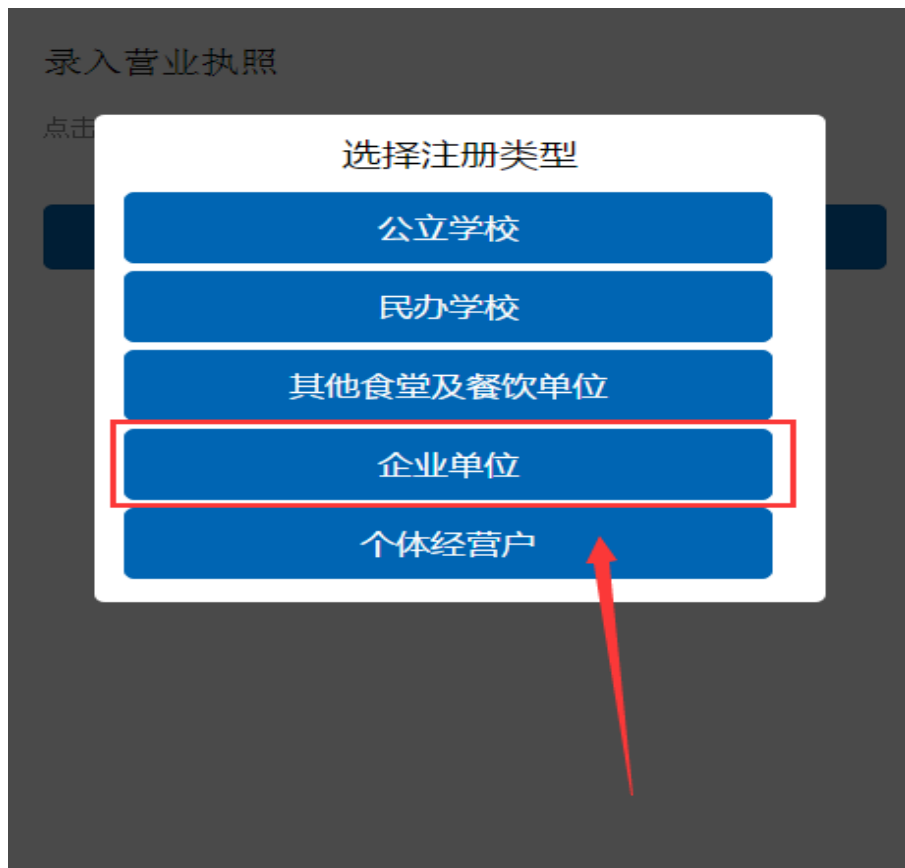 录入营业执照
点击
选择注册类型
公立学校
民办学校
其他食堂及餐饮单位
企业单位
个体经营户